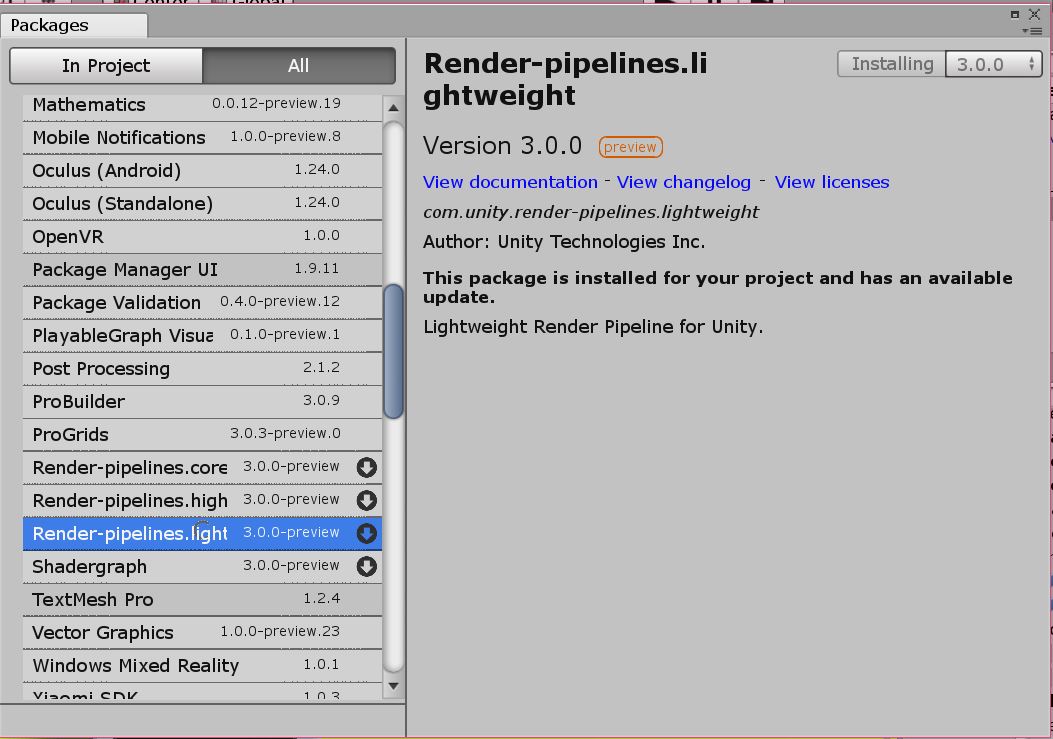 Packages
In Project
All
Mathematics 0.0.12-preview.19
Mobile Notifications 1.0.0-preview.8
Oculus (Android) 1.24.0
Oculus (Standalone) 1.24.0
OpenVR 1.0.0
Package Manager UI 1.9.11
Package Validation 0.4.0-preview.12
PlayableGraph Visua 0.1.0-preview.1
Post Processing 2.1.2
ProBuilder 3.0.9
ProGrids 3.0.3-preview.0
Render-pipelines.core 3.0.0-preview
Render-pipelines.high 3.0.0-preview
Render-pipelines.light 3.0.0-preview
Shadergraph 3.0.0-preview
TextMesh Pro 1.2.4
Vector Graphics 1.0.0-preview.23
Windows Mixed Reality 1.0.1
Xiaomi SDK 1.0.3
Render-pipelines.li
ghtweight
Installing 3.0.0
Version 3.0.0 preview
View documentation - View changelog - View licenses
com.unity.render-pipelines.lightweight
Author: Unity Technologies Inc.
This package is installed for your project and has an available
update.
Lightweight Render Pipeline for Unity.